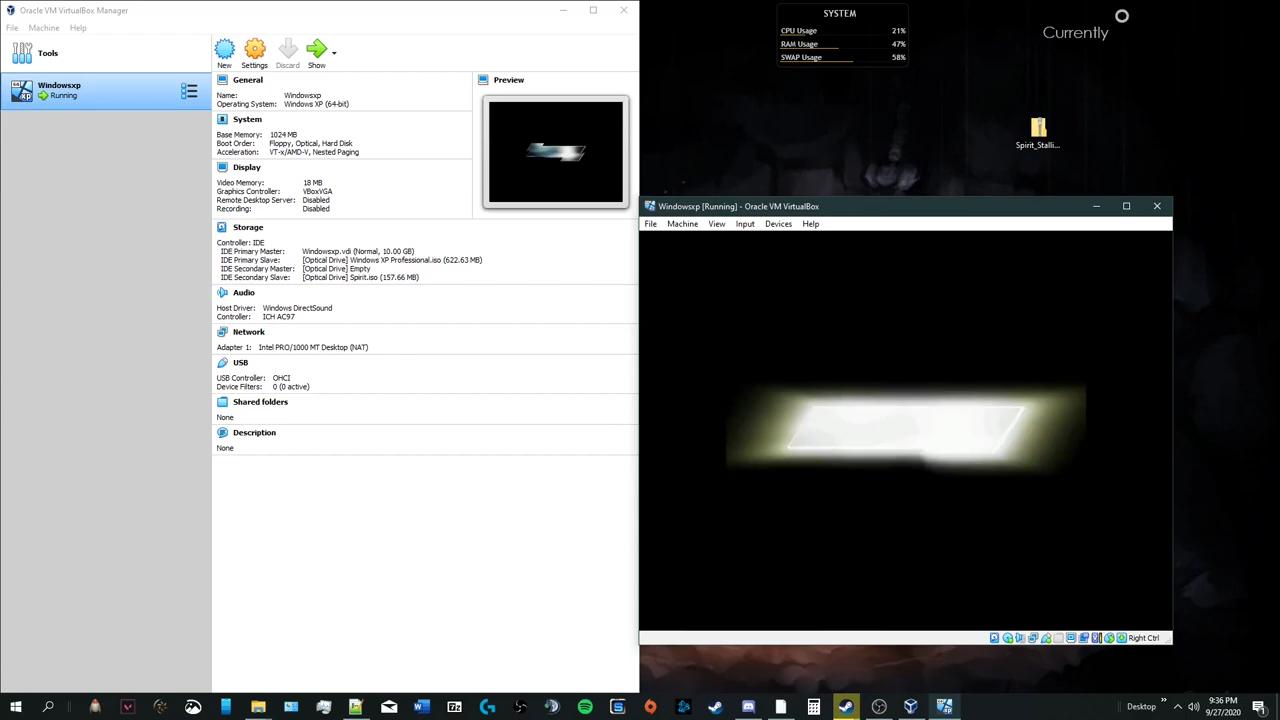 Oracle VM VirtualBox Manager
File Machine Help
Tools
Windowsxp
Running
New Settings Discard Show
General
Name: Windowsxp
Operating System: Windows XP (64-bit)
System
Base Memory: 1024 MB
Boot Order: Floppy, Optical, Hard Disk
Acceleration: VT-x/AMD-V, Nested Paging
Display
Video Memory: 18 MB
Graphics Controller: VBoxVGA
Remote Desktop Server: Disabled
Recording: Disabled
Storage
Controller: IDE
IDE Primary Master: Windowsxp.vdi (Normal, 10.00 GB)
IDE Primary Slave: [Optical Drive] Windows XP Professional.iso (622.63 MB)
IDE Secondary Master: [Optical Drive] Empty
IDE Secondary Slave: [Optical Drive] Spirit.iso (157.66 MB)
Audio
Host Driver: Windows DirectSound
Controller: ICH AC97
Network
Adapter 1: Intel PRO/1000 MT Desktop (NAT)
USB
USB Controller: OHCI
Device Filters: 0 (0 active)
Shared folders
None
Description
None
Preview
SYSTEM
CPU Usage 21%
RAM Usage 47%
SWAP Usage 58%
Currently
Spirit_Stalli...
Windowsxp [Running] - Oracle VM VirtualBox
File Machine View Input Devices Help
Right Ctrl
Desktop
9:36 PM
9/27/2020